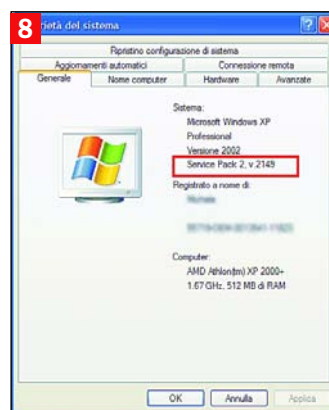 8
rietà del sistema
Ripristino configurazione di sistema
Aggiornamenti automatici
Connessione remota
Generale
Nome computer
Hardware
Avanzate
Sistema:
Microsoft Windows XP
Professional
Versione 2002
Service Pack 2, v.2149
Registrato a nome di:
Computer:
AMD Athlon(tm) XP 2000+
1.67 GHz, 512 MB di RAM
OK
Annulla
Applica